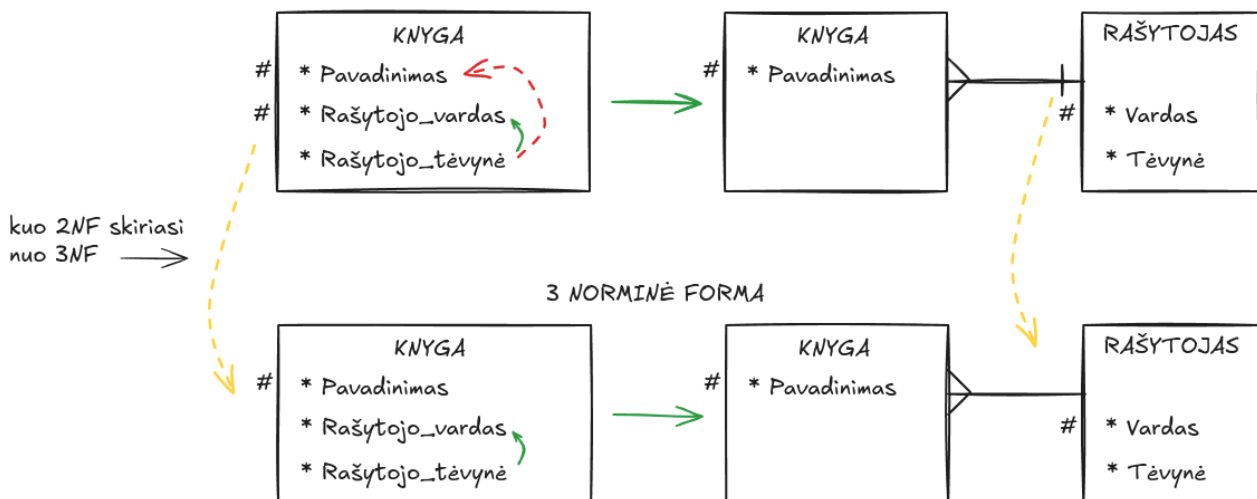 KNYGA
# * Pavadinimas
# * Rašytojo_vardas
* Rašytojo_tėvynė
KNYGA
# * Pavadinimas
RAŠYTOJAS
# * Vardas
* Tėvynė
kuo 2NF skiriasi
nuo 3NF
3 NORMINĖ FORMA
KNYGA
# * Pavadinimas
* Rašytojo_vardas
* Rašytojo_tėvynė
KNYGA
# * Pavadinimas
RAŠYTOJAS
# * Vardas
* Tėvynė